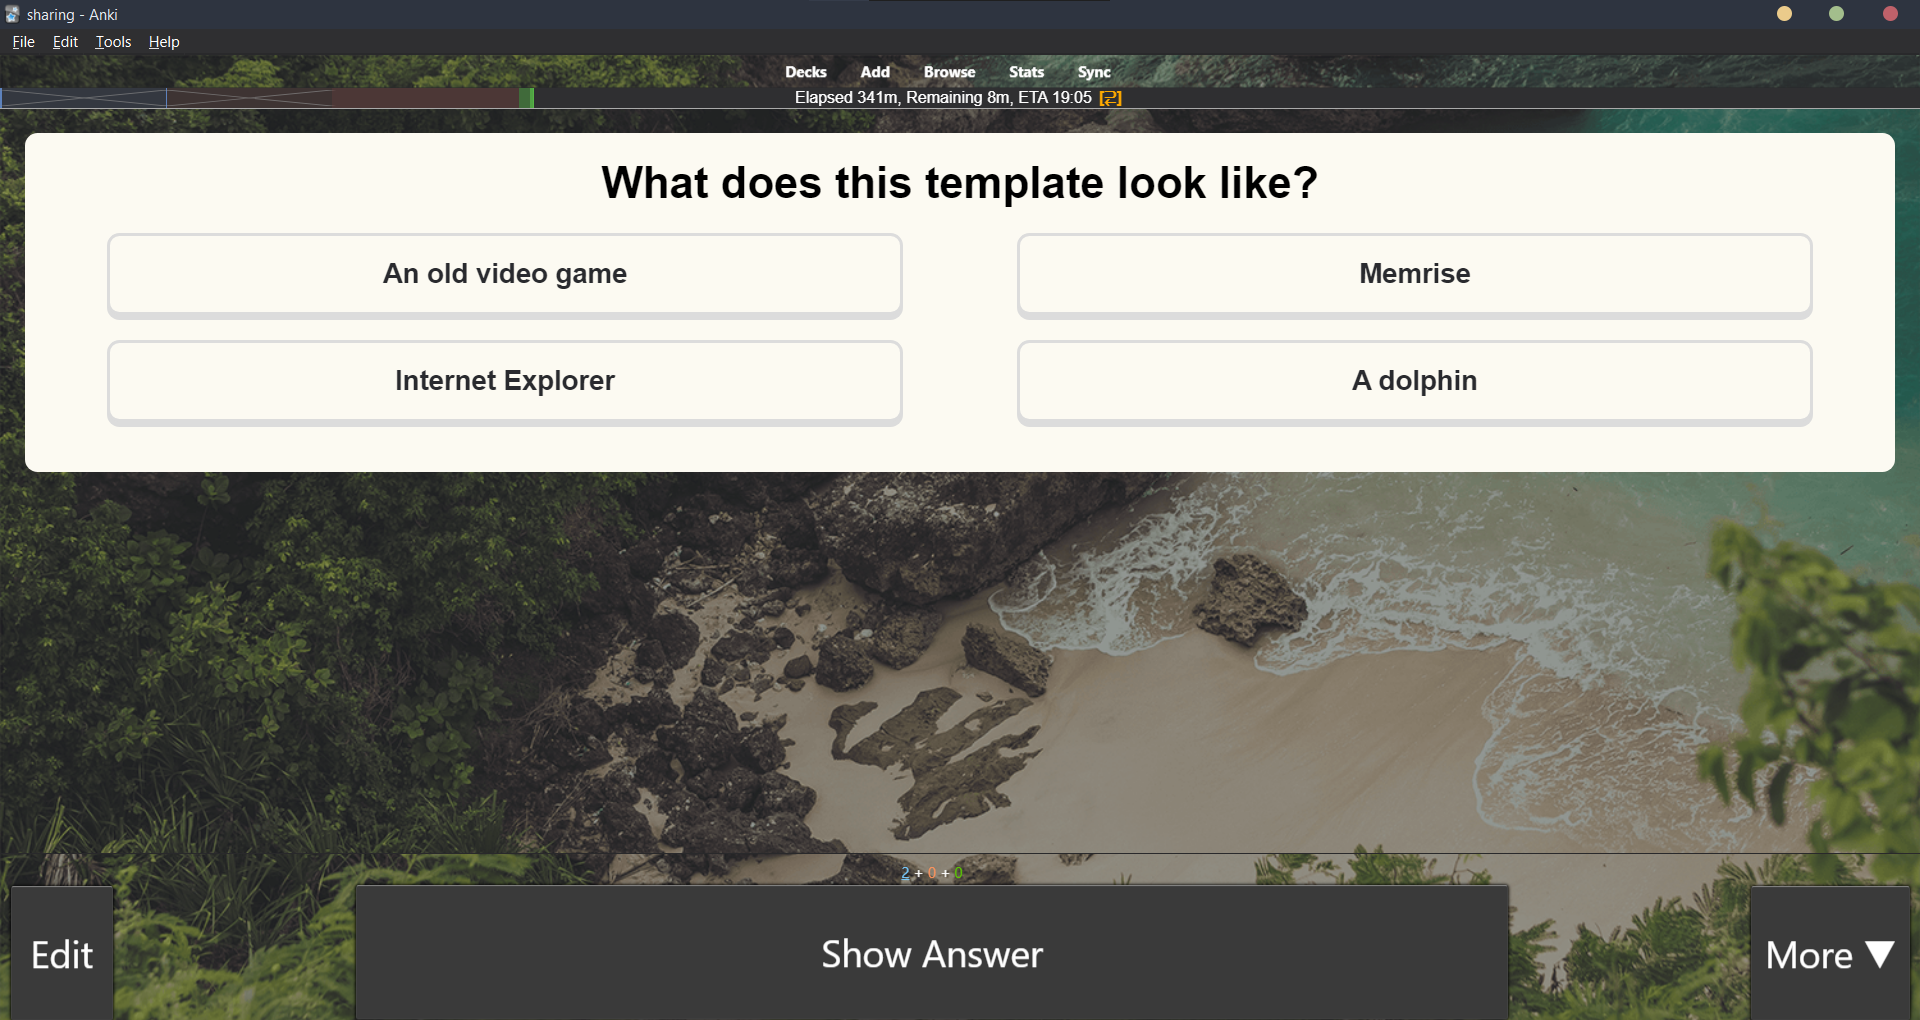 sharing - Anki
File Edit Tools Help
Decks Add Browse Stats Sync
Elapsed 341m, Remaining 8m, ETA 19:05 [⇄]
What does this template look like?
An old video game
Memrise
Internet Explorer
A dolphin
2 + 0 + 0
Edit
Show Answer
More ▼